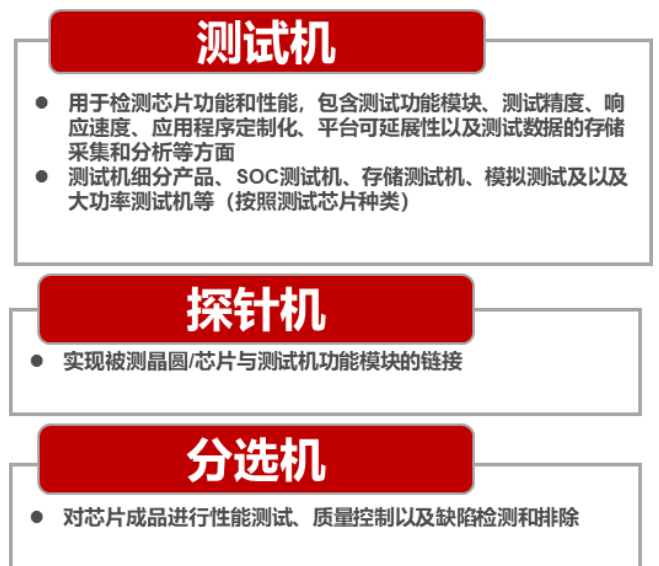 测试机
● 用于检测芯片功能和性能，包含测试功能模块、测试精度、响
应速度、应用程序定制化、平台可延展性以及测试数据的存储
采集和分析等方面
● 测试机细分产品、SOC测试机、存储测试机、模拟测试及以及
大功率测试机等（按照测试芯片种类）
探针机
● 实现被测晶圆/芯片与测试机功能模块的链接
分选机
● 对芯片成品进行性能测试、质量控制以及缺陷检测和排除